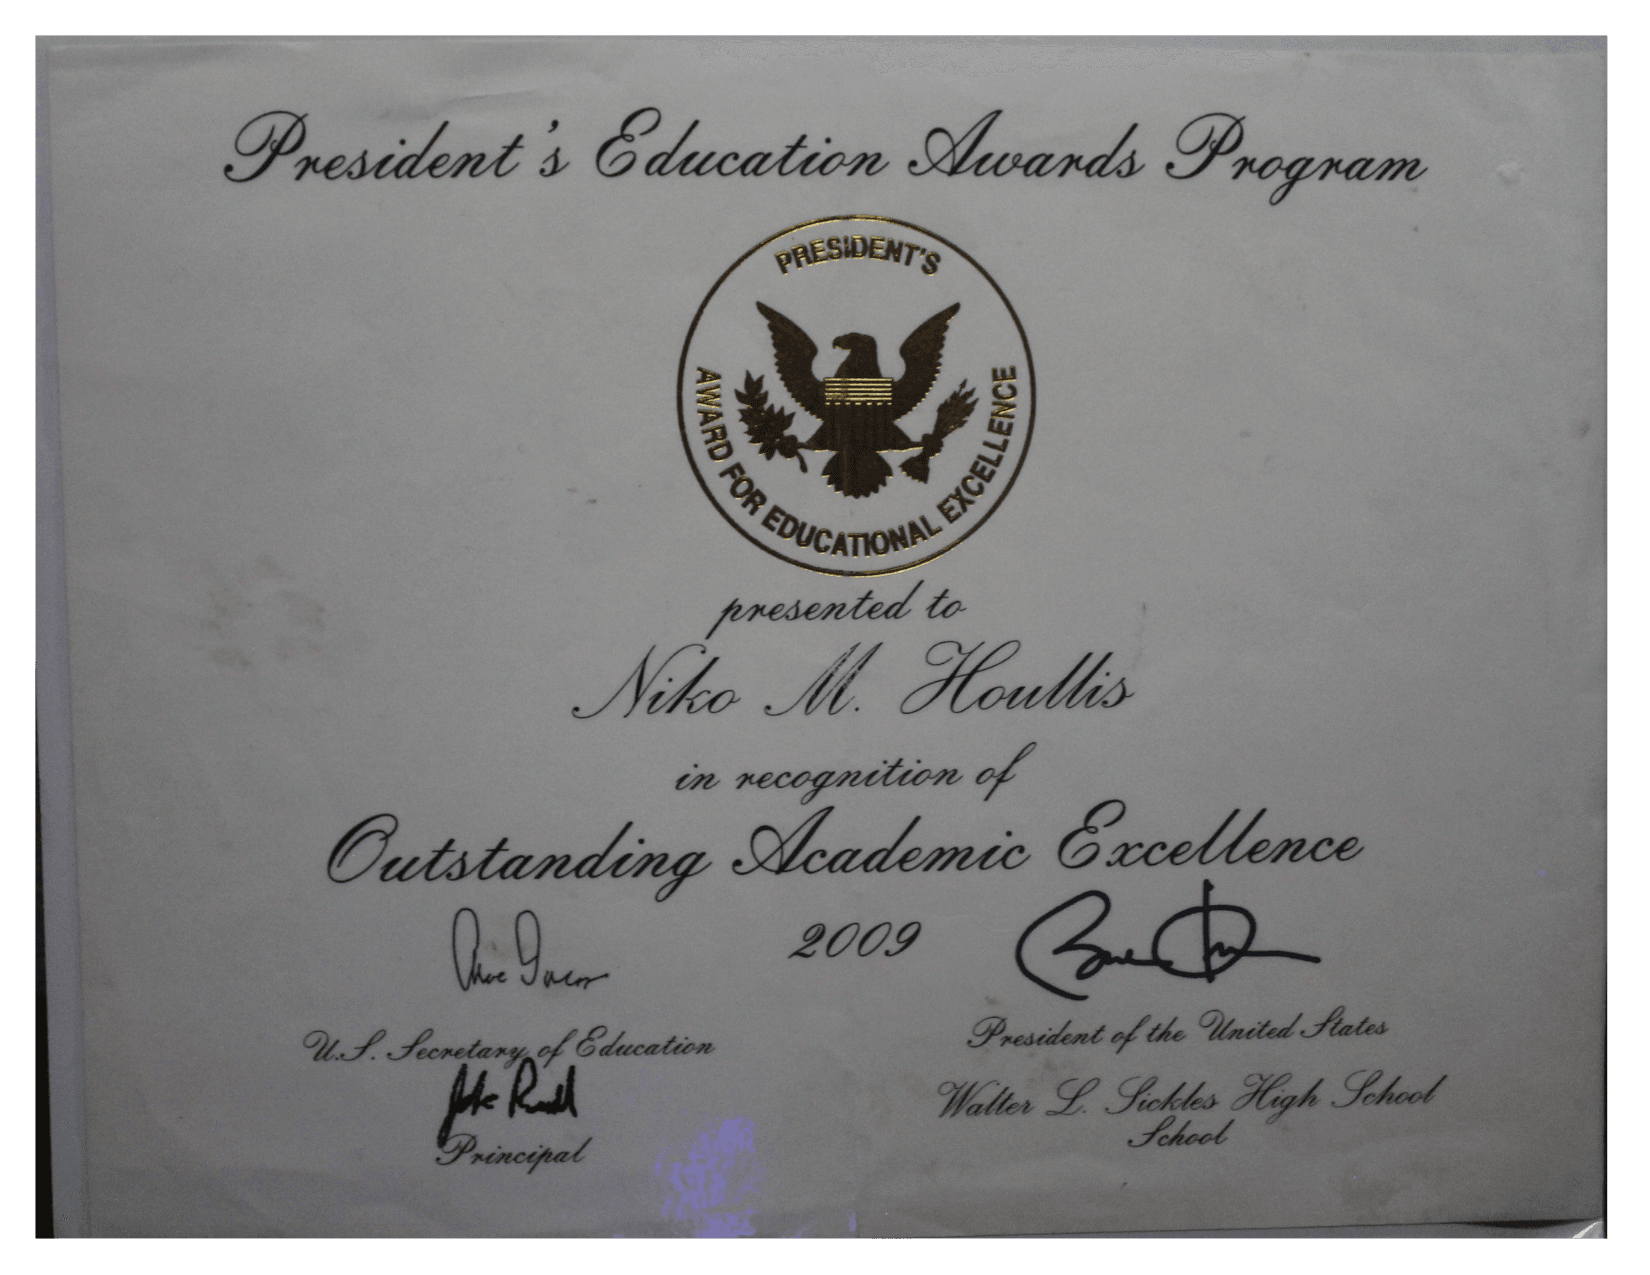 President's Education Awards Program
PRESIDENT'S
AWARD FOR EDUCATIONAL EXCELLENCE
presented to
Niko M. Houllis
in recognition of
Outstanding Academic Excellence
2009
U.S. Secretary of Education
President of the United States
Walter L. Sickles High School
School
Principal